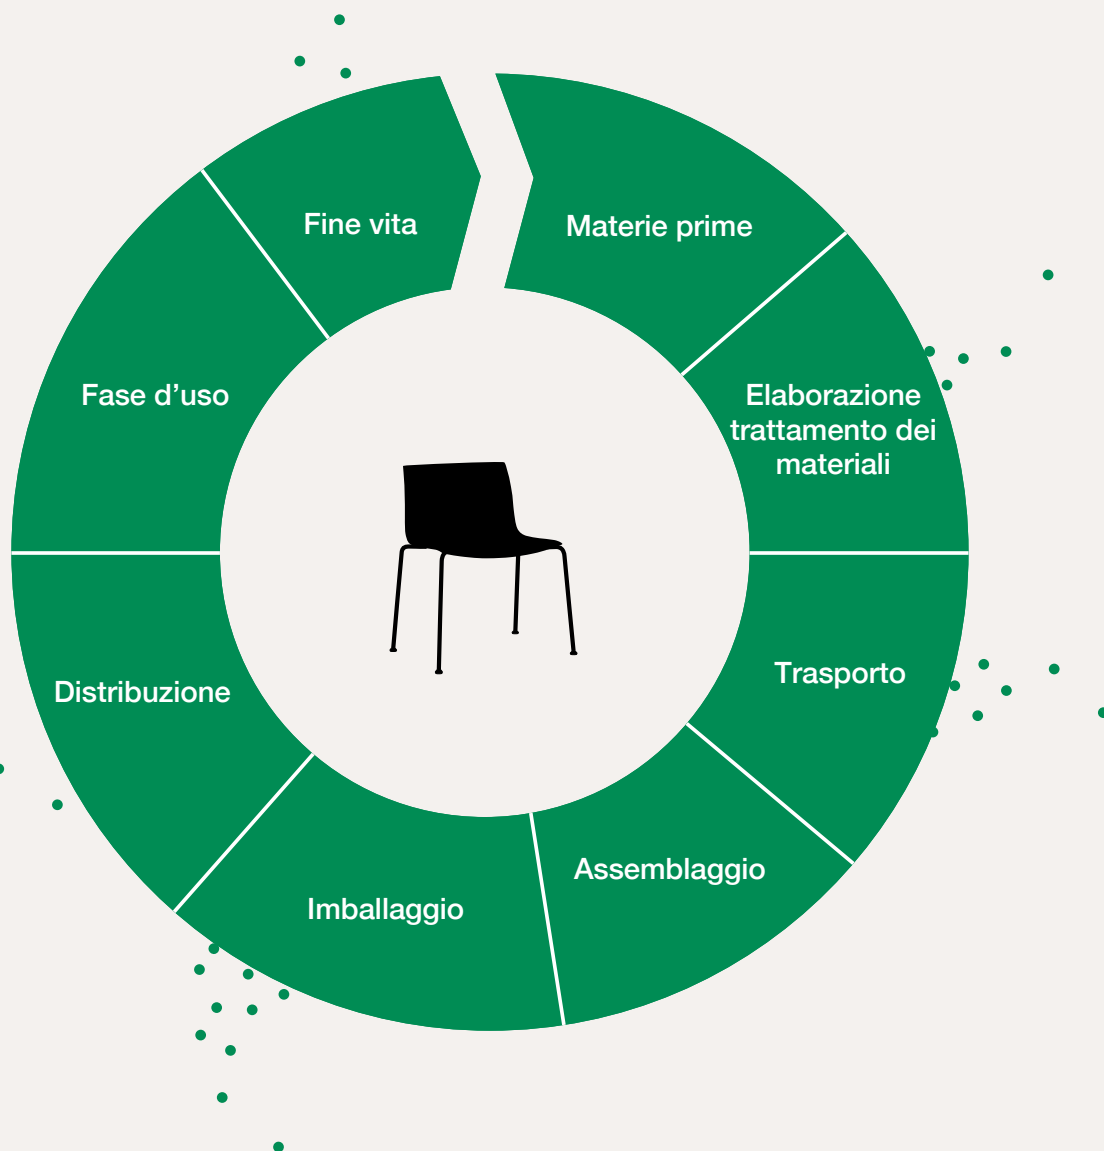 Materie prime
Elaborazione
trattamento dei
materiali
Trasporto
Assemblaggio
Imballaggio
Distribuzione
Fase d’uso
Fine vita